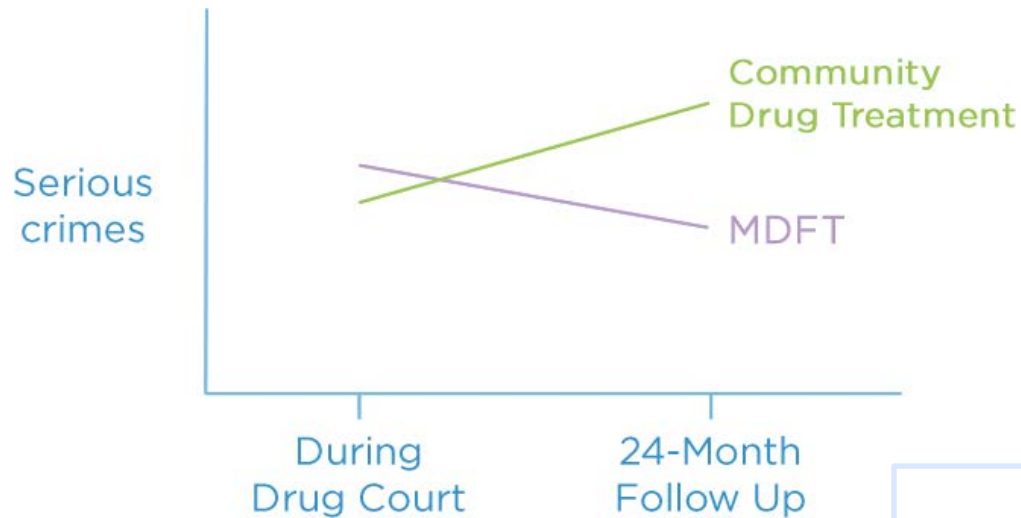 Community
Drug Treatment
Serious
crimes
MDFT
During
Drug Court
24-Month
Follow Up